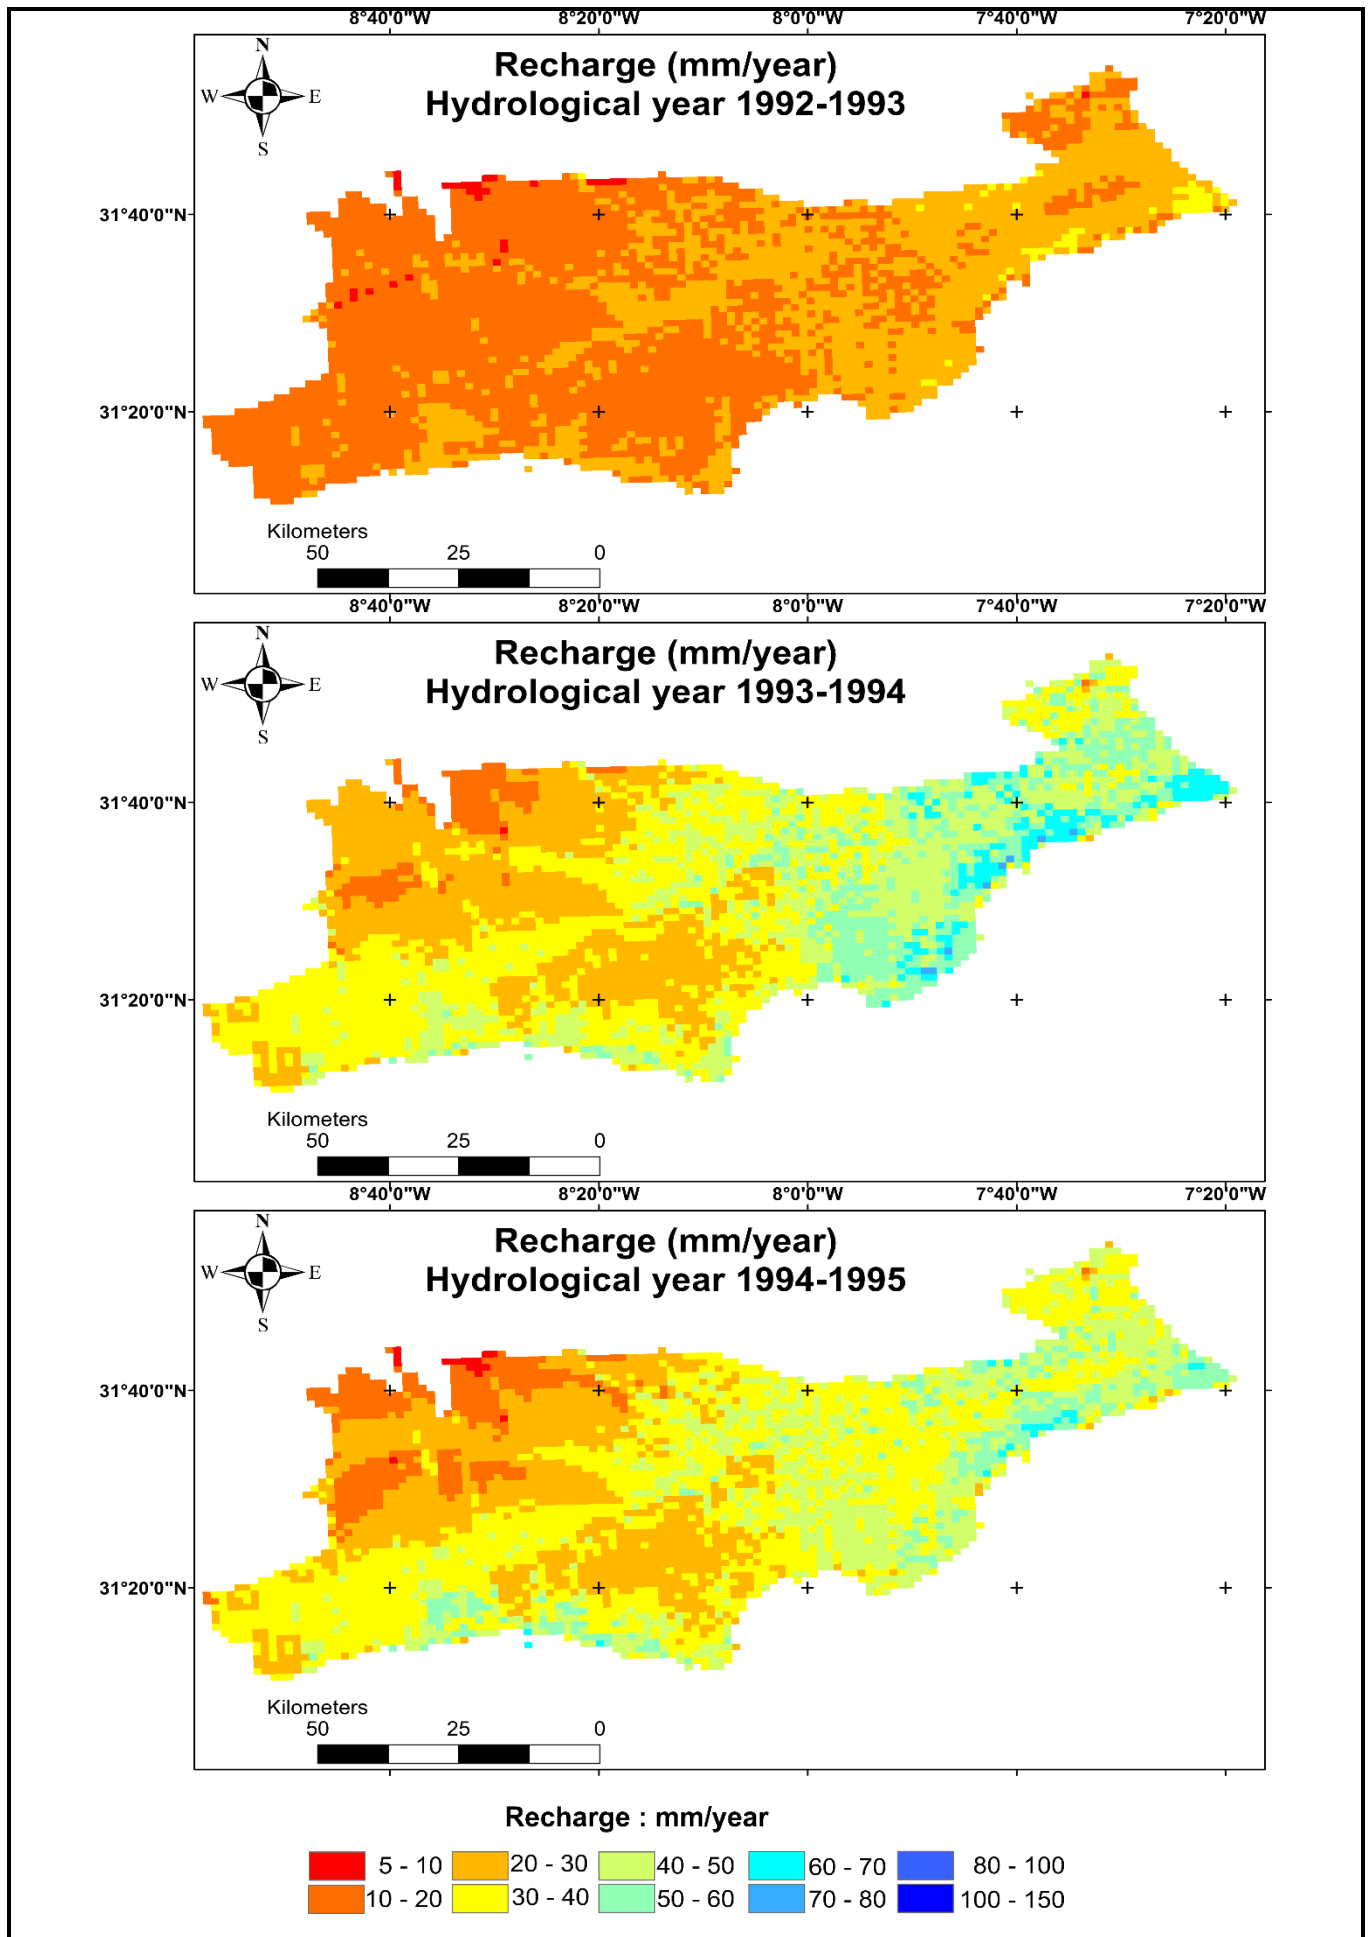 8°40'0"W 8°20'0"W 8°0'0"W 7°40'0"W 7°20'0"W
N
W E
S
Recharge (mm/year)
Hydrological year 1992-1993
31°40'0"N
31°20'0"N
Kilometers
50 25 0
8°40'0"W 8°20'0"W 8°0'0"W 7°40'0"W 7°20'0"W
N
W E
S
Recharge (mm/year)
Hydrological year 1993-1994
31°40'0"N
31°20'0"N
Kilometers
50 25 0
8°40'0"W 8°20'0"W 8°0'0"W 7°40'0"W 7°20'0"W
N
W E
S
Recharge (mm/year)
Hydrological year 1994-1995
31°40'0"N
31°20'0"N
Kilometers
50 25 0
Recharge : mm/year
5 - 10 20 - 30 40 - 50 60 - 70 80 - 100
10 - 20 30 - 40 50 - 60 70 - 80 100 - 150